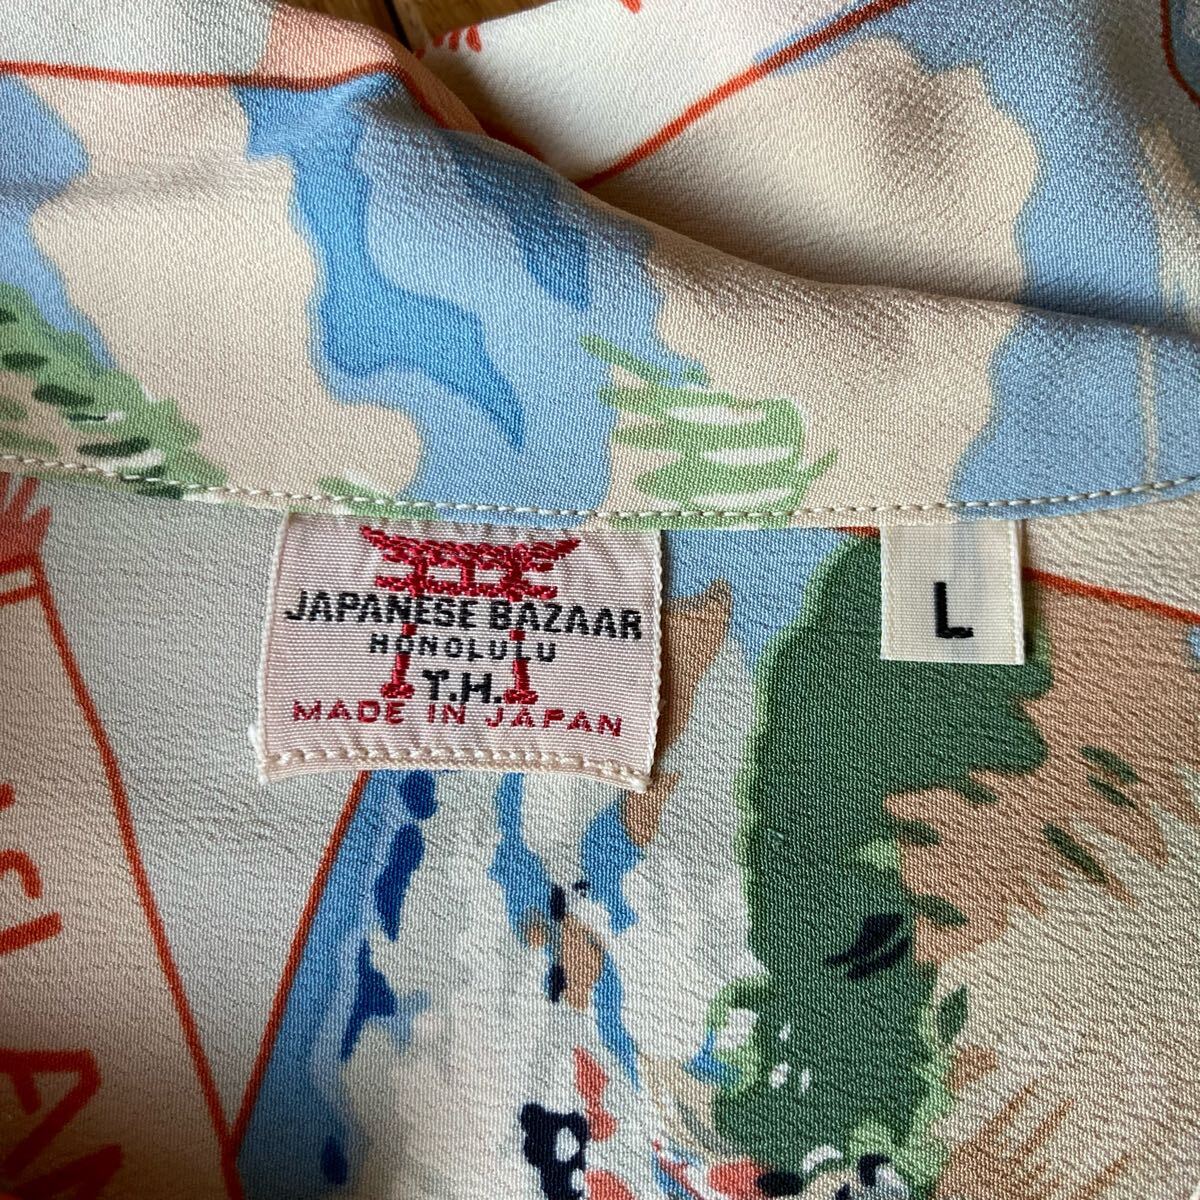 JAPANESE BAZAAR
HONOLULU
T.H.
MADE IN JAPAN
L